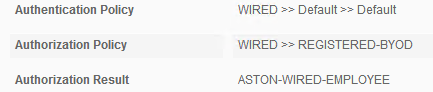 Authentication Policy WIRED >> Default >> Default
Authorization Policy WIRED >> REGISTERED-BYOD
Authorization Result ASTON-WIRED-EMPLOYEE